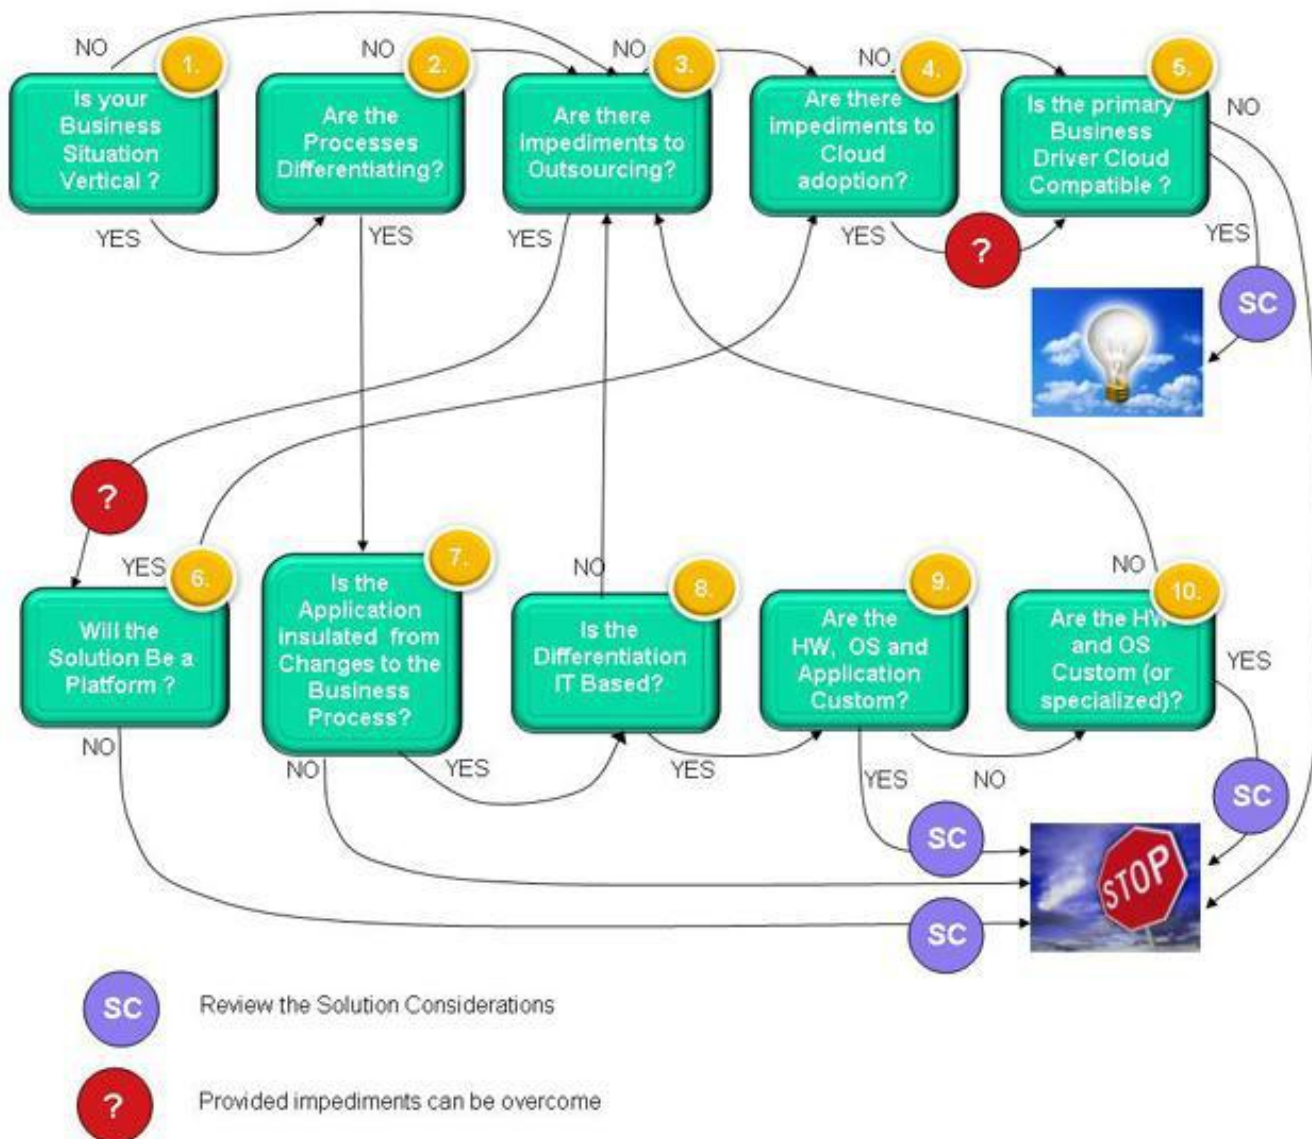 NO
1.
Is your
Business
Situation
Vertical ?
YES
NO
2.
Are the
Processes
Differentiating?
YES
NO
3.
Are there
impediments to
Outsourcing?
YES
NO
4.
Are there
impediments to
Cloud
adoption?
YES
?
5.
Is the primary
Business
Driver Cloud
Compatible ?
NO
YES
SC
?
YES
6.
Will the
Solution Be a
Platform ?
NO
7.
Is the
Application
insulated from
Changes to the
Business
Process?
NO
YES
NO
8.
Is the
Differentiation
IT Based?
YES
9.
Are the
HW, OS and
Application
Custom?
YES
NO
NO
10.
Are the HW
and OS
Custom (or
specialized)?
YES
SC
SC
STOP
SC
SC Review the Solution Considerations
? Provided impediments can be overcome